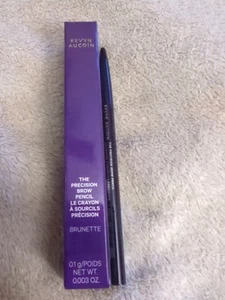 KEVYN
AUCOIN
THE
PRECISION
BROW
PENCIL
LE CRAYON
À SOURCILS
PRÉCISION
BRUNETTE
0.1 g/POIDS
NET WT.
0.003 OZ.